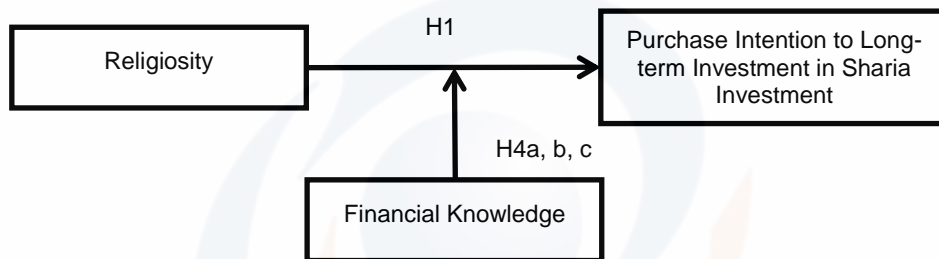 H1
Religiosity
Purchase Intention to Long-
term Investment in Sharia
Investment
H4a, b, c
Financial Knowledge